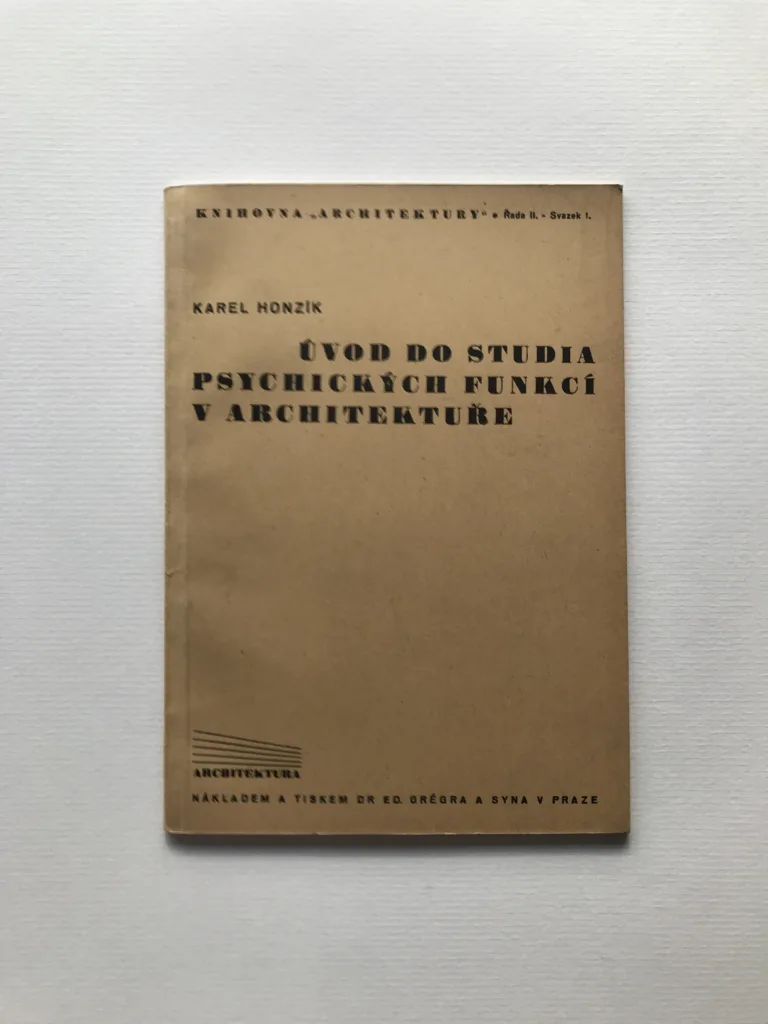 KNIHOVNA „ARCHITEKTURY“ • Řada II. - Svazek 1.
KAREL HONZÍK
ÚVOD DO STUDIA
PSYCHICKÝCH FUNKCÍ
V ARCHITEKTUŘE
ARCHITEKTURA
NÁKLADEM A TISKEM DR ED. GRÉGRA A SYNA V PRAZE